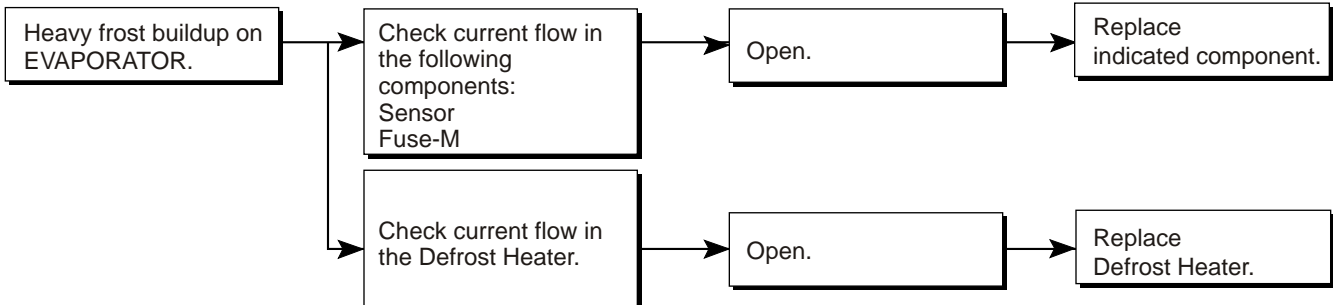 Heavy frost buildup on
EVAPORATOR.
Check current flow in
the following
components:
Sensor
Fuse-M
Open.
Replace
indicated component.
Check current flow in
the Defrost Heater.
Open.
Replace
Defrost Heater.